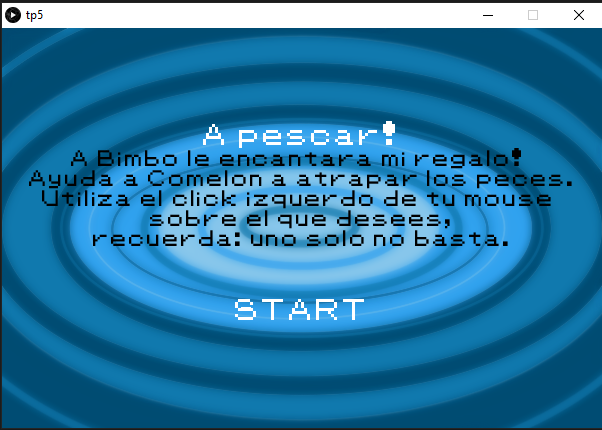 tp5
A pescar!
A Bimbo le encantara mi regalo!
Ayuda a Comelon a atrapar los peces.
Utiliza el click izquerdo de tu mouse
sobre el que desees,
recuerda: uno solo no basta.
START